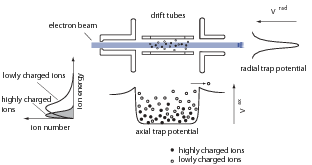 drift tubes
V rad
electron beam
radial trap potential
lowly charged ions
highly charged
ions
ion energy
ion number
V ax
axial trap potential
highly charged ions
lowly charged ions